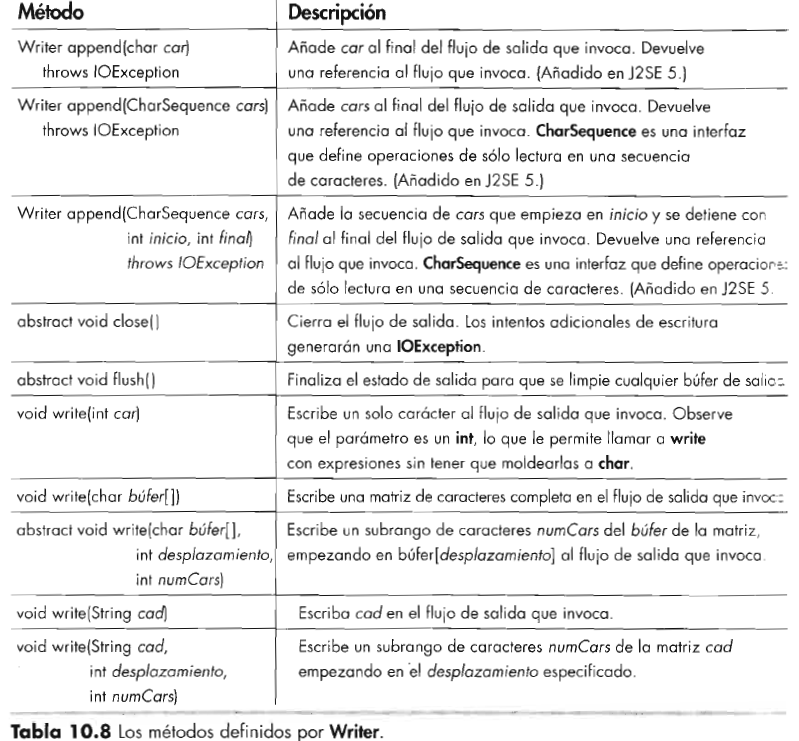 Método Descripción
Writer append(char car) Añade car al final del flujo de salida que invoca. Devuelve
throws IOException una referencia al flujo que invoca. (Añadido en J2SE 5.)
Writer append(CharSequence cars) Añade cars al final del flujo de salida que invoca. Devuelve
throws IOException una referencia al flujo que invoca. CharSequence es una interfaz
que define operaciones de sólo lectura en una secuencia
de caracteres. (Añadido en J2SE 5.)
Writer append(CharSequence cars, Añade la secuencia de cars que empieza en inicio y se detiene con
int inicio, int final) final al final del flujo de salida que invoca. Devuelve una referencia
throws IOException al flujo que invoca. CharSequence es una interfaz que define operaciones
de sólo lectura en una secuencia de caracteres. (Añadido en J2SE 5.
abstract void close() Cierra el flujo de salida. Los intentos adicionales de escritura
generarán una IOException.
abstract void flush() Finaliza el estado de salida para que se limpie cualquier búfer de
void write(int car) Escribe un solo carácter al flujo de salida que invoca. Observe
que el parámetro es un int, lo que le permite llamar a write
con expresiones sin tener que moldearlas a char.
void write(char búfer[]) Escribe una matriz de caracteres completa en el flujo de salida que
abstract void write(char búfer[], Escribe un subrango de caracteres numCars del búfer de la matriz,
int desplazamiento, empezando en búfer[desplazamiento] al flujo de salida que invoca.
int numCars)
void write(String cad) Escriba cad en el flujo de salida que invoca.
void write(String cad, Escribe un subrango de caracteres numCars de la matriz cad
int desplazamiento, empezando en el desplazamiento especificado.
int numCars)
Tabla 10.8 Los métodos definidos por Writer.